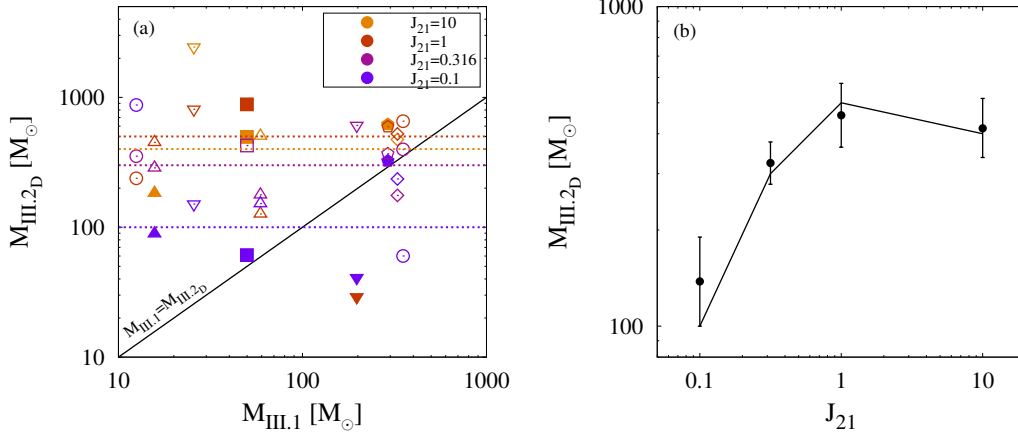 (a)
J21=10
J21=1
J21=0.316
J21=0.1
1000
100
10
MIII.2D [M⊙]
MIII.1=MIII.2D
10 100 1000
MIII.1 [M⊙]
(b)
1000
100
MIII.2D [M⊙]
0.1 1 10
J21